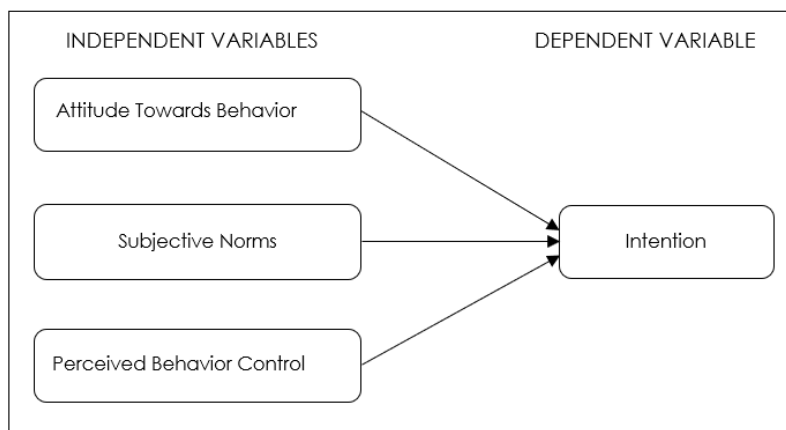 INDEPENDENT VARIABLES
DEPENDENT VARIABLE
Attitude Towards Behavior
Subjective Norms
Intention
Perceived Behavior Control